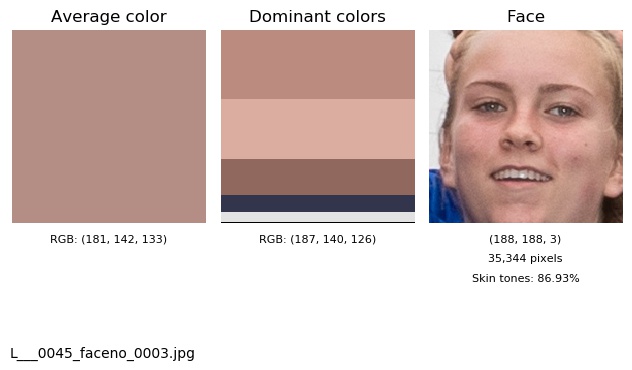 Average color
Dominant colors
Face
RGB: (181, 142, 133)
RGB: (187, 140, 126)
(188, 188, 3)
35,344 pixels
Skin tones: 86.93%
L___0045_faceno_0003.jpg